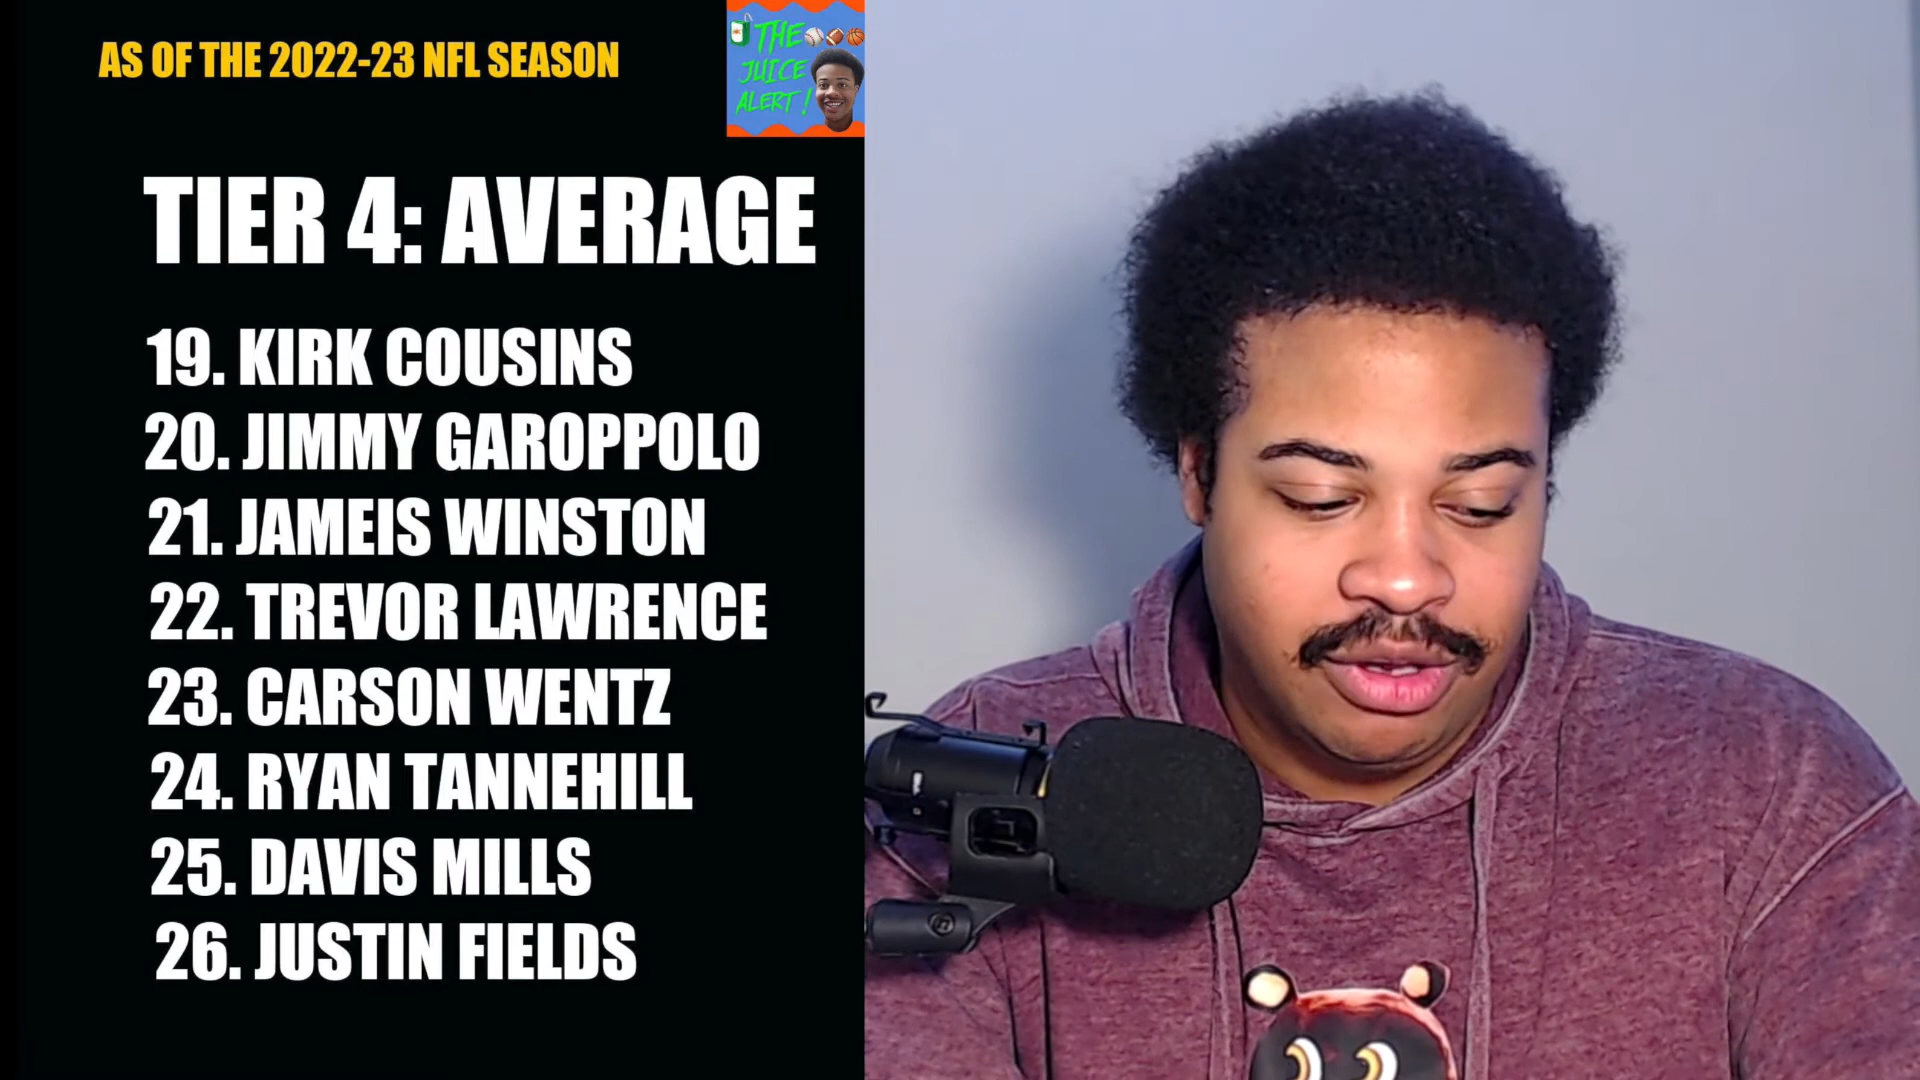 AS OF THE 2022-23 NFL SEASON
THE
JUICE
ALERT!
TIER 4: AVERAGE
19. KIRK COUSINS
20. JIMMY GAROPPOLO
21. JAMEIS WINSTON
22. TREVOR LAWRENCE
23. CARSON WENTZ
24. RYAN TANNEHILL
25. DAVIS MILLS
26. JUSTIN FIELDS